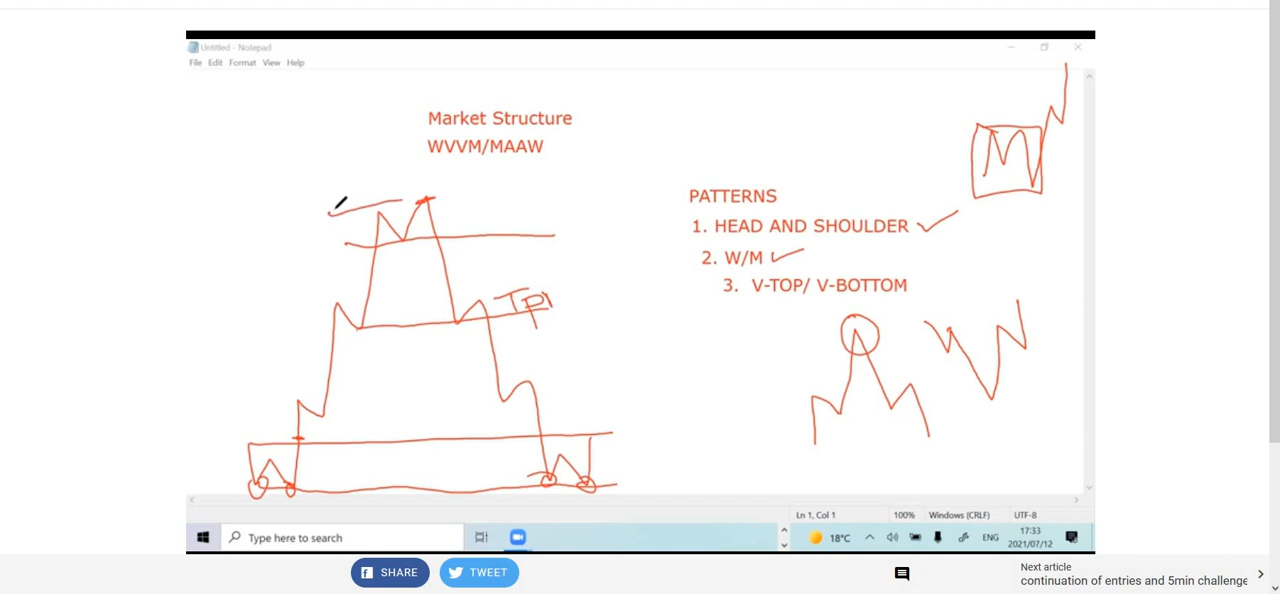 Untitled - Notepad
File Edit Format View Help
Market Structure
WVVM/MAAW
PATTERNS
1. HEAD AND SHOULDER
2. W/M
3. V-TOP/ V-BOTTOM
TP1
Ln 1, Col 1 100% Windows (CRLF) UTF-8
Type here to search
18°C ENG
17:33
2021/07/12
SHARE TWEET
Next article
continuation of entries and 5min challenge